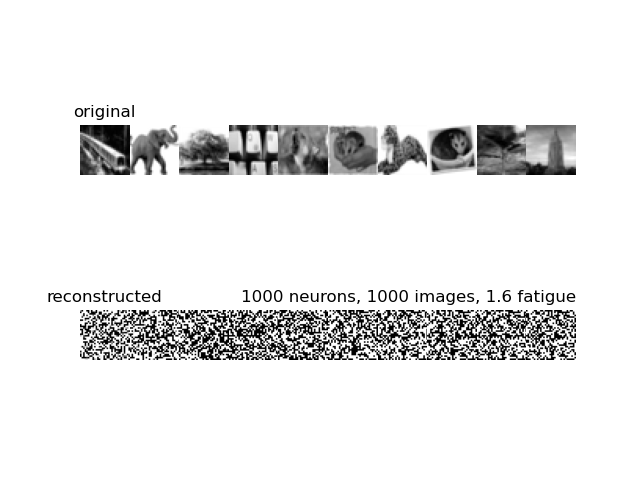 original
reconstructed
1000 neurons, 1000 images, 1.6 fatigue